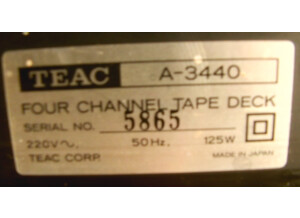 TEAC A-3440
FOUR CHANNEL TAPE DECK
SERIAL NO. 5865
220V~, 50Hz, 125W
TEAC CORP. MADE IN JAPAN